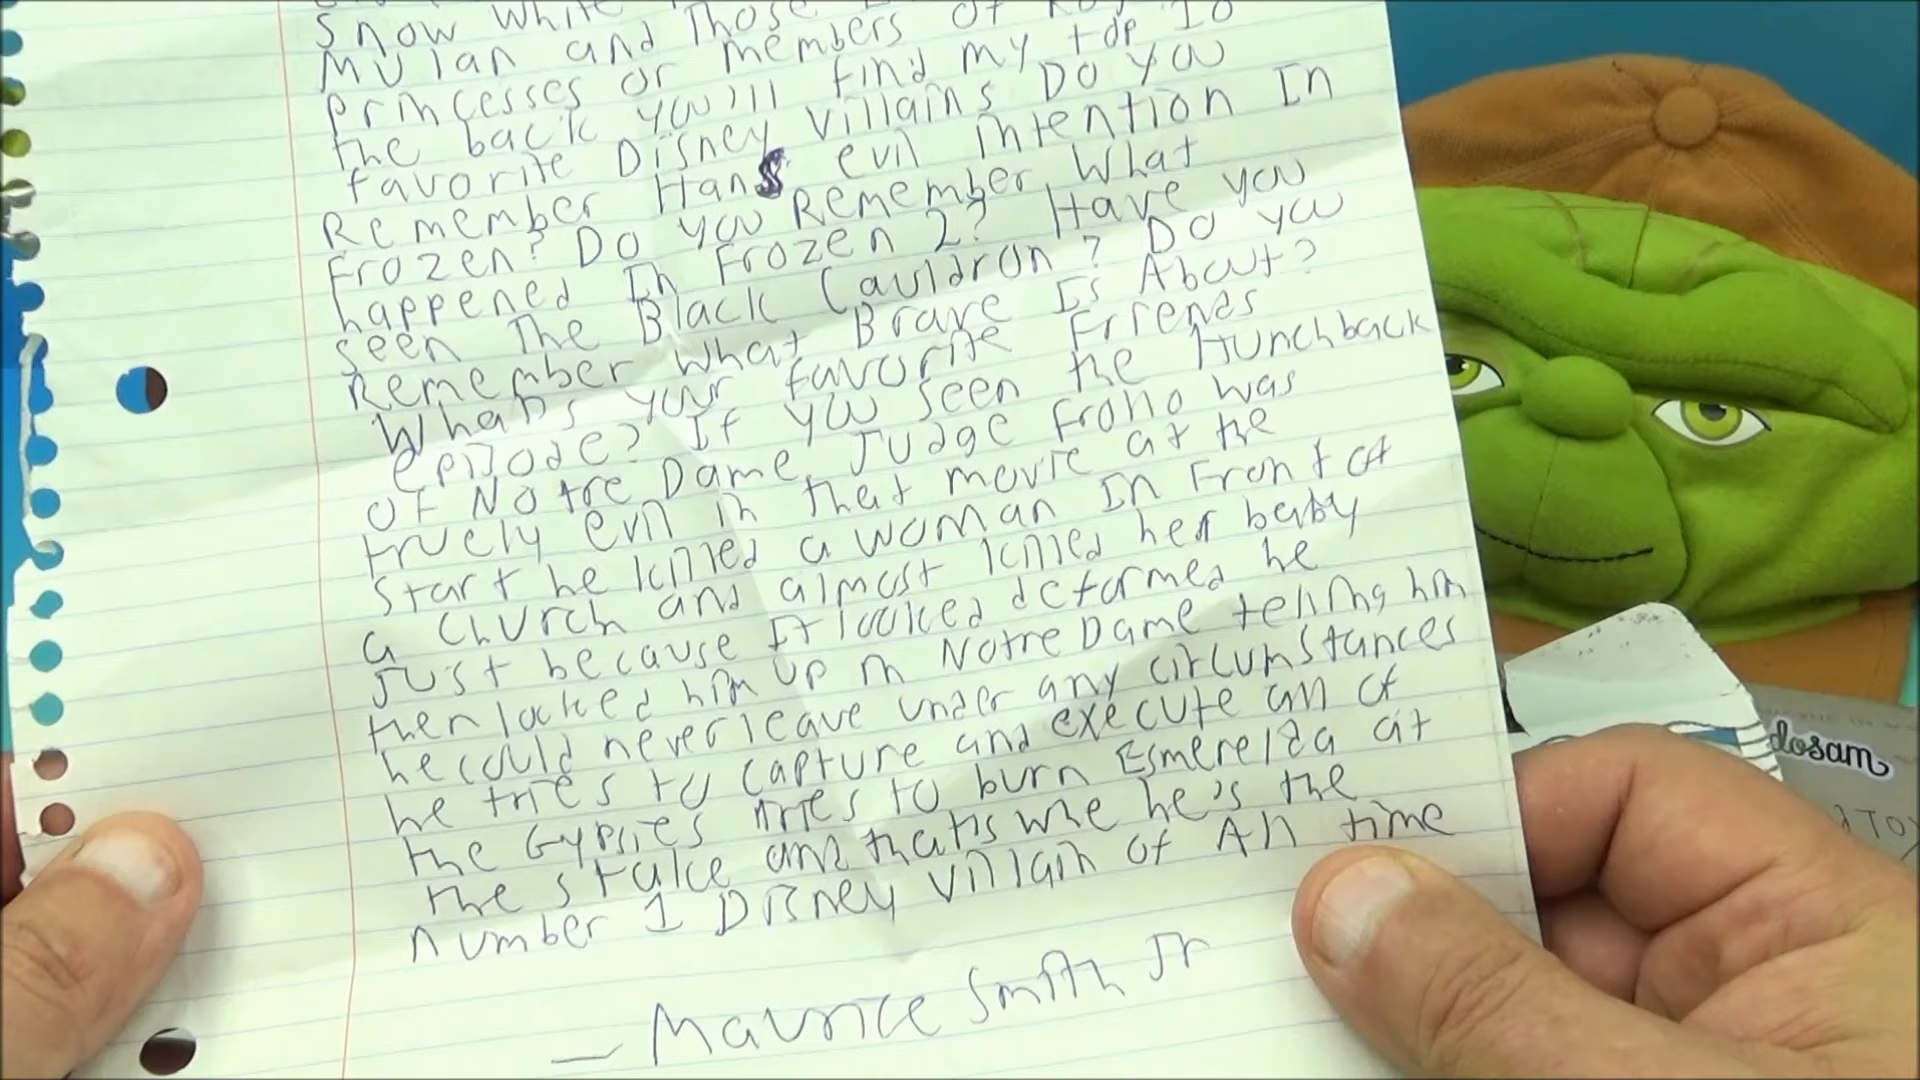 Snow White
Mulan and Those
princesses or members of
the back you'll find my top 10
favorite Disney villains Do you
Remember Hans evil intention In
Frozen? Do you Remember What
happened In Frozen 2? Have you
seen The Black Cauldron? Do you
Remember What Brave Is About?
Whats your favorite Friends
episode? If you seen the Hunchback
of Notre Dame Judge Frollo was
truely evil in that movie at the
start he killed a woman In Front of
a church and almost killed her baby
Just because It looked deformed he
then locked him up in Notre Dame telling him
he could never leave under any circumstances
he tries to capture and execute all of
the Gypsies tries to burn Esmerelda at
the stake and thats whe he's the
number 1 Disney villain of All time
— Maurice Smith Jr
dosam